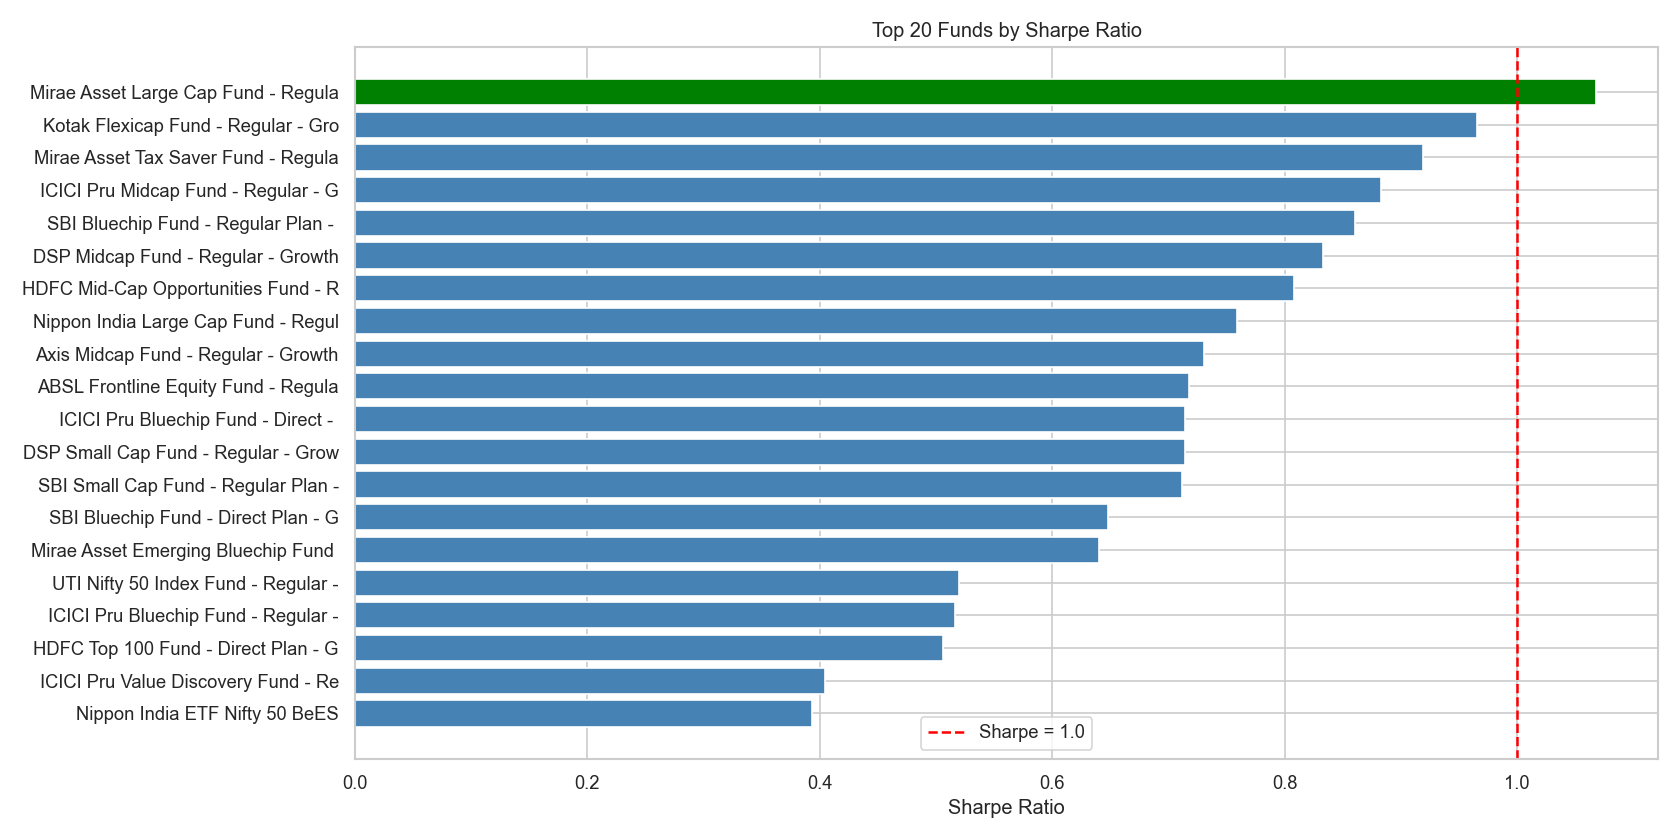 Top 20 Funds by Sharpe Ratio
Mirae Asset Large Cap Fund - Regula
Kotak Flexicap Fund - Regular - Gro
Mirae Asset Tax Saver Fund - Regula
ICICI Pru Midcap Fund - Regular - G
SBI Bluechip Fund - Regular Plan -
DSP Midcap Fund - Regular - Growth
HDFC Mid-Cap Opportunities Fund - R
Nippon India Large Cap Fund - Regul
Axis Midcap Fund - Regular - Growth
ABSL Frontline Equity Fund - Regula
ICICI Pru Bluechip Fund - Direct -
DSP Small Cap Fund - Regular - Grow
SBI Small Cap Fund - Regular Plan -
SBI Bluechip Fund - Direct Plan - G
Mirae Asset Emerging Bluechip Fund
UTI Nifty 50 Index Fund - Regular -
ICICI Pru Bluechip Fund - Regular -
HDFC Top 100 Fund - Direct Plan - G
ICICI Pru Value Discovery Fund - Re
Nippon India ETF Nifty 50 BeES
Sharpe = 1.0
0.0 0.2 0.4 0.6 0.8 1.0
Sharpe Ratio